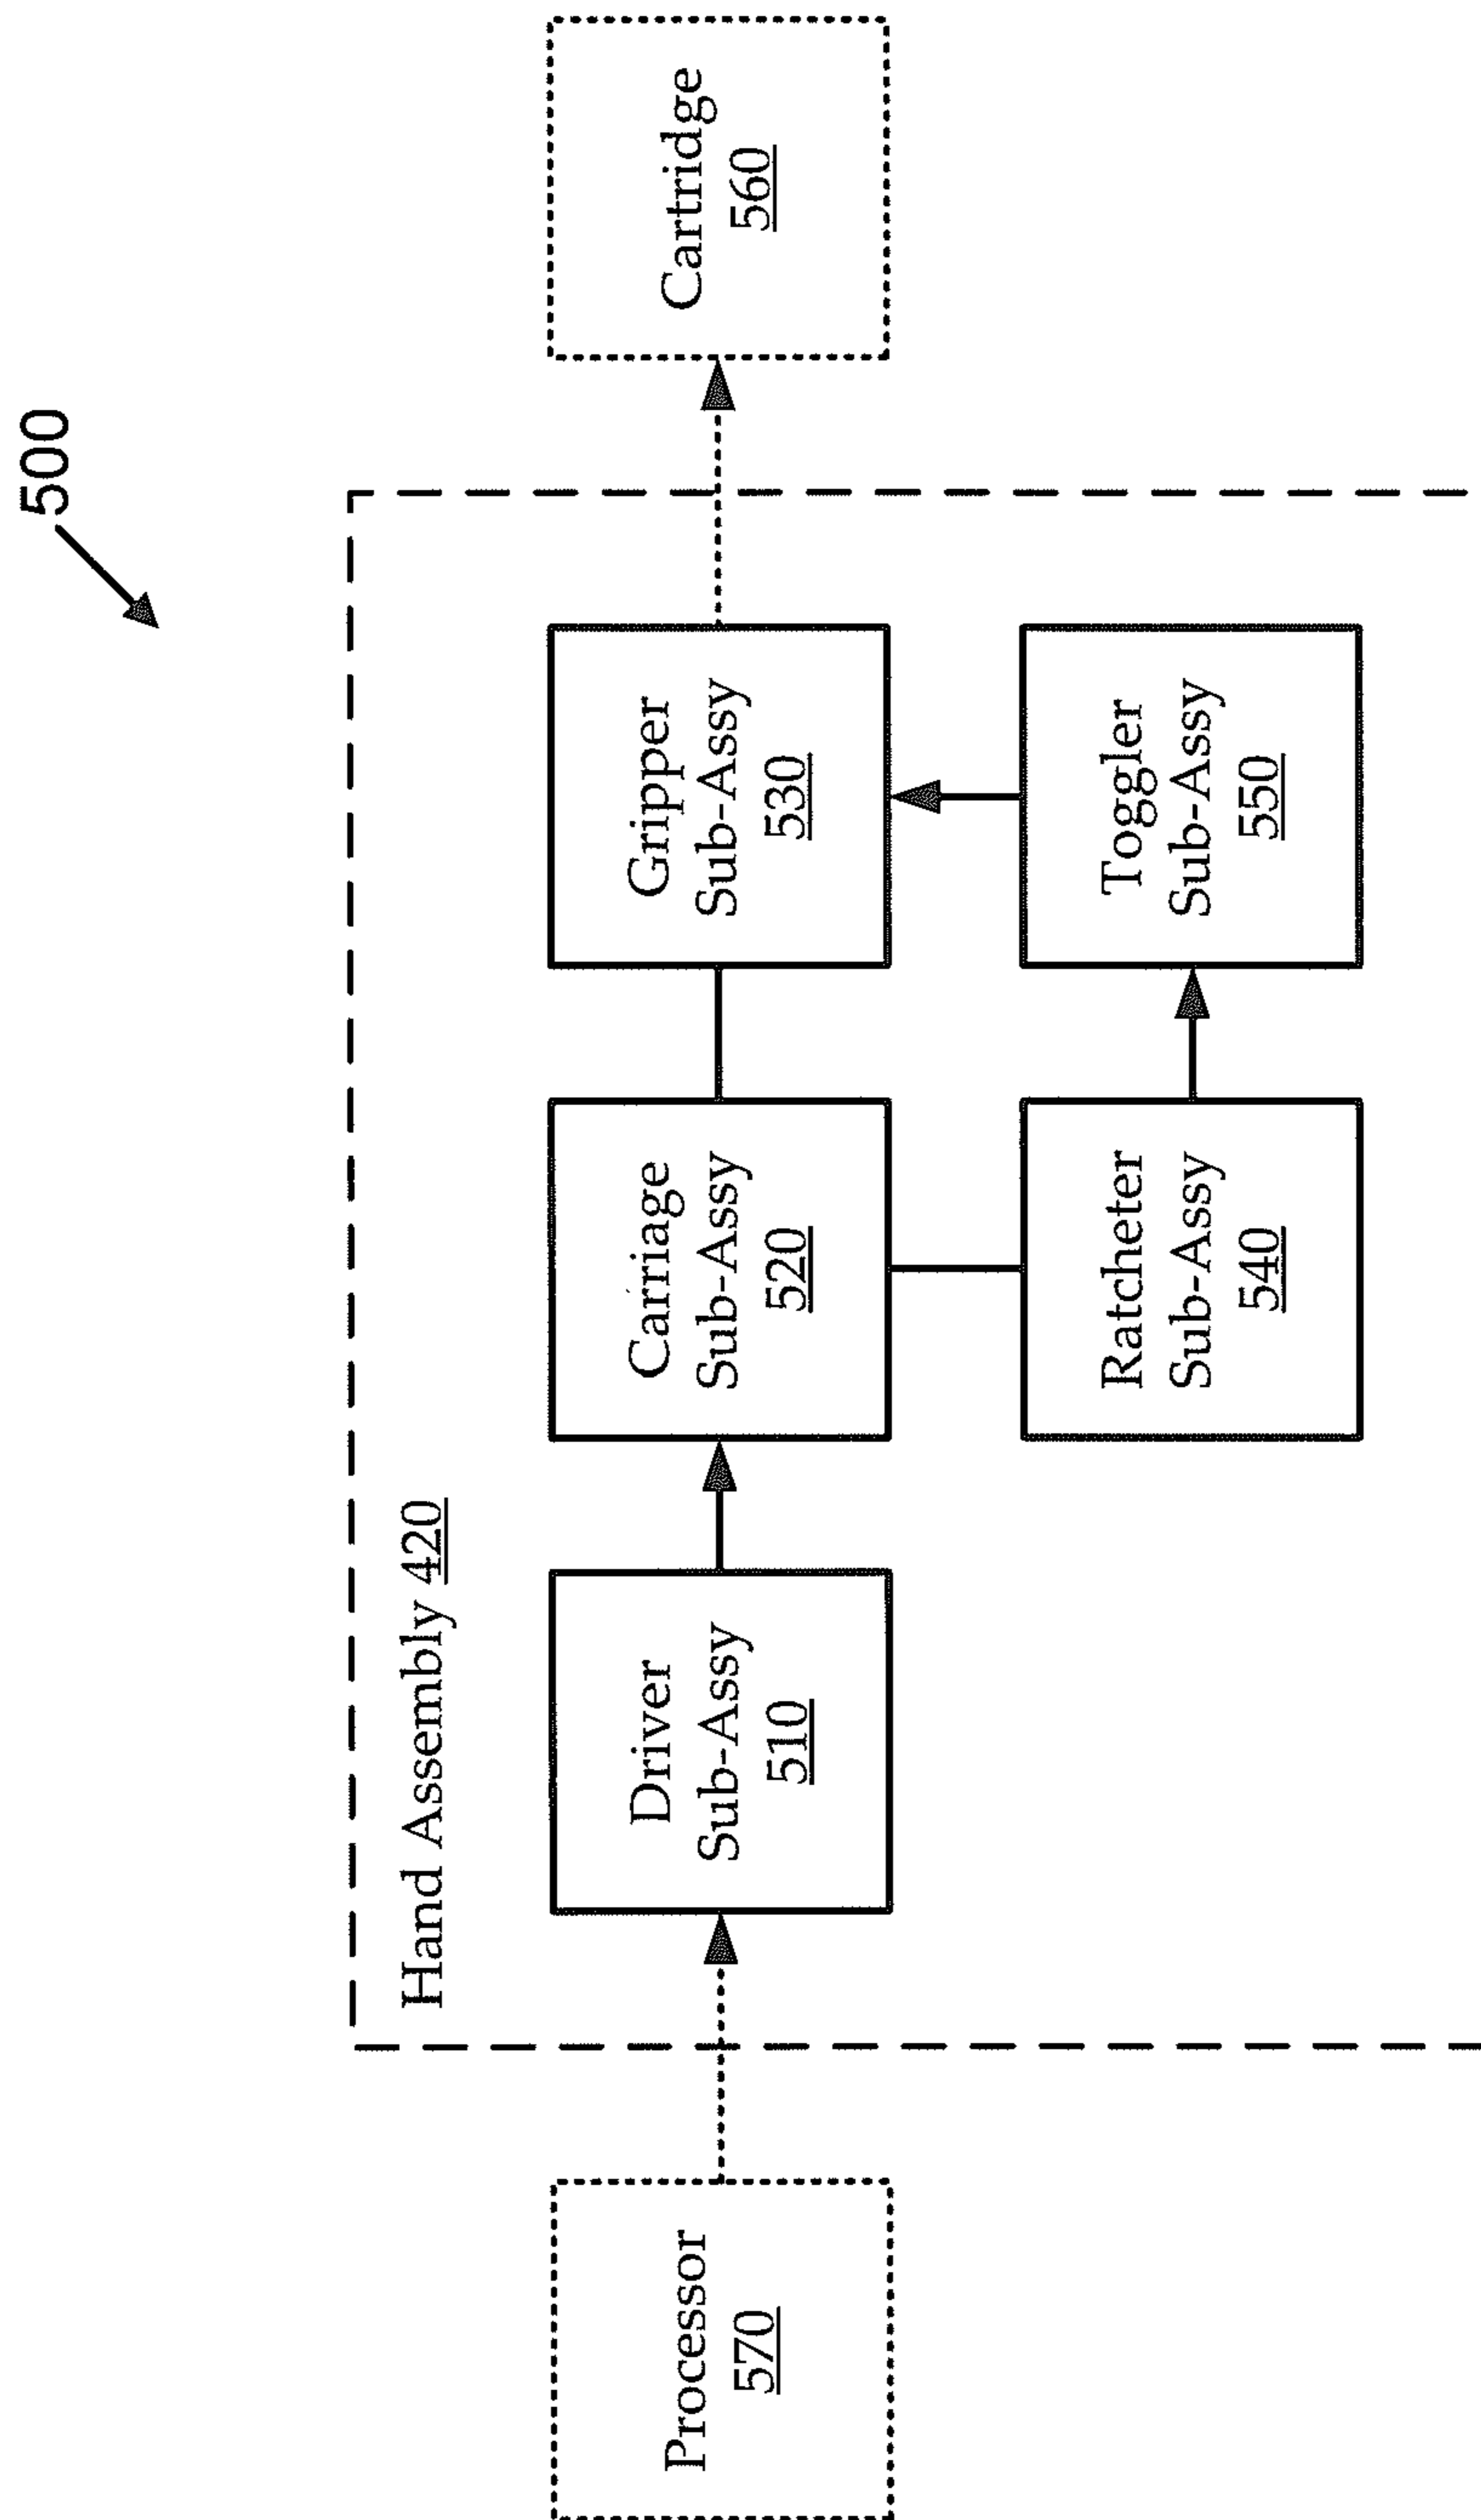 500
Hand Assembly 420
Processor
570
Driver
Sub-Assy
510
Carriage
Sub-Assy
520
Gripper
Sub-Assy
530
Cartridge
560
Ratcheter
Sub-Assy
540
Toggler
Sub-Assy
550